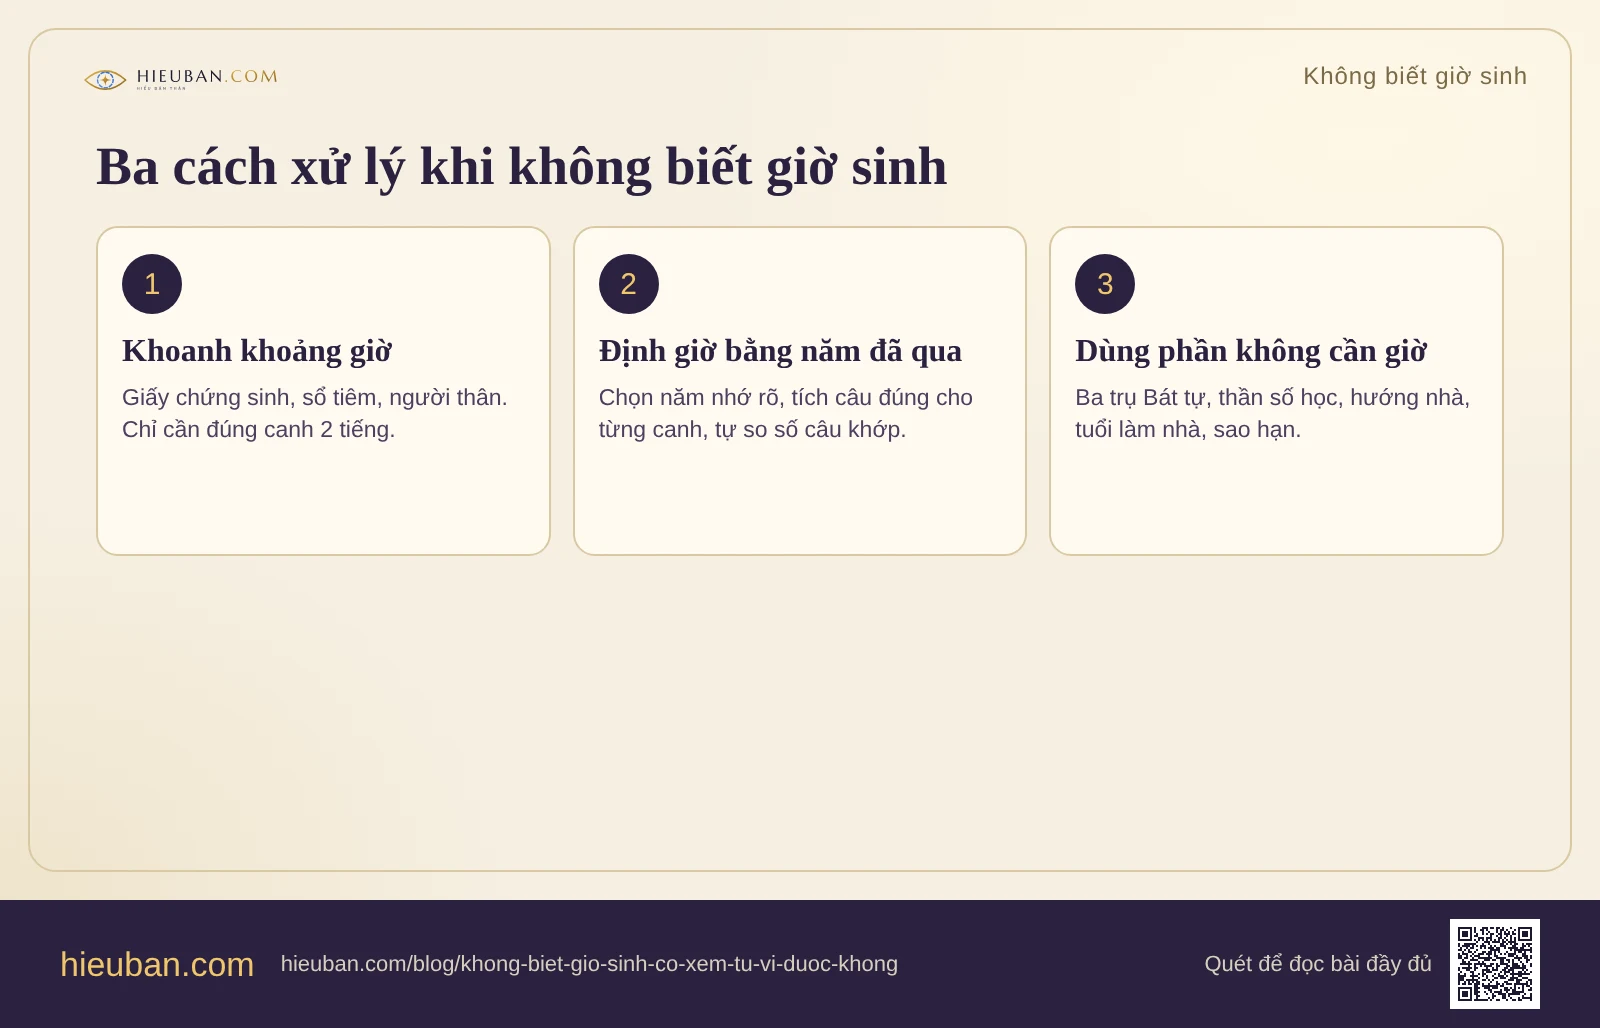 HIEUBAN.COM
HIỂU BẢN THÂN
Không biết giờ sinh
Ba cách xử lý khi không biết giờ sinh
1
Khoanh khoảng giờ
Giấy chứng sinh, sổ tiêm, người thân.
Chỉ cần đúng canh 2 tiếng.
2
Định giờ bằng năm đã qua
Chọn năm nhớ rõ, tích câu đúng cho
từng canh, tự so số câu khớp.
3
Dùng phần không cần giờ
Ba trụ Bát tự, thần số học, hướng nhà,
tuổi làm nhà, sao hạn.
hieuban.com
hieuban.com/blog/khong-biet-gio-sinh-co-xem-tu-vi-duoc-khong
Quét để đọc bài đầy đủ